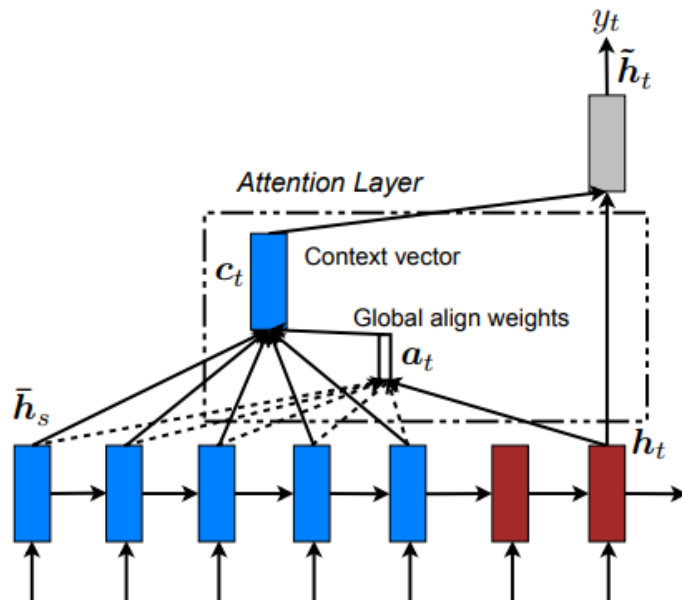 y_t
h̃_t
Attention Layer
Context vector
c_t
Global align weights
a_t
h̄_s
h_t